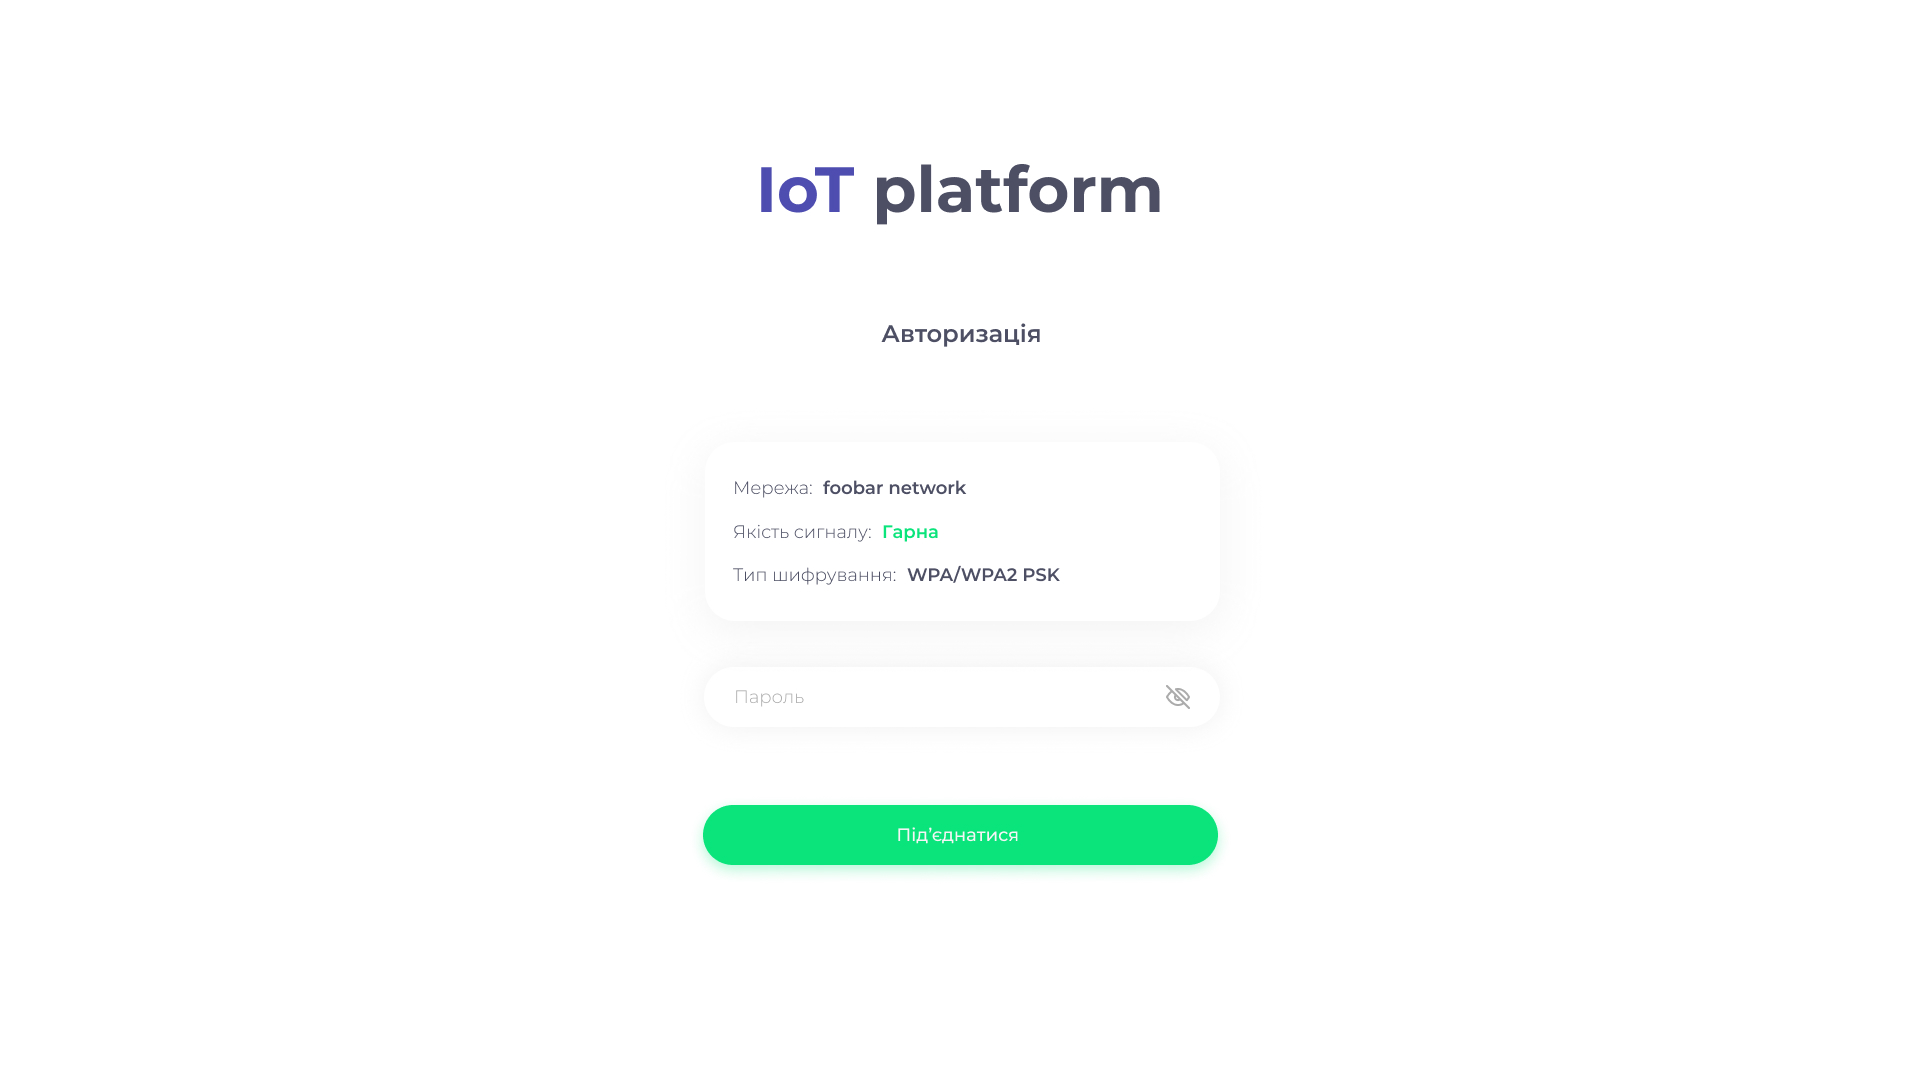 IoT platform
Авторизація
Мережа: foobar network
Якість сигналу: Гарна
Тип шифрування: WPA/WPA2 PSK
Пароль
Під’єднатися